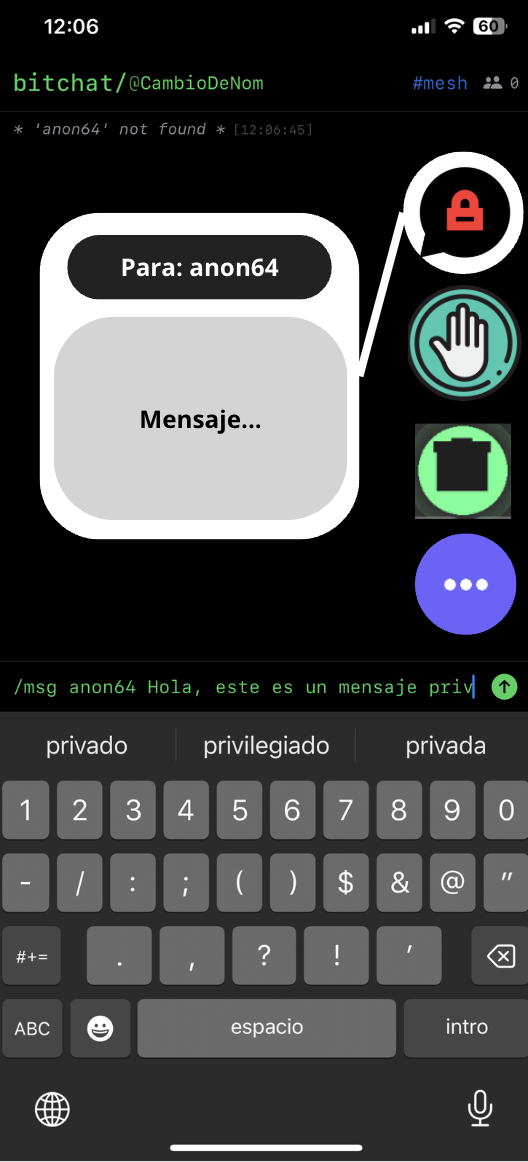 12:06
60
bitchat/@CambioDeNom
#mesh
0
* 'anon64' not found * [12:06:45]
Para: anon64
Mensaje...
/msg anon64 Hola, este es un mensaje priv
privado
privilegiado
privada
1 2 3 4 5 6 7 8 9 0
- / : ; ( ) $ & @ "
#+= . , ? ! '
ABC
espacio
intro